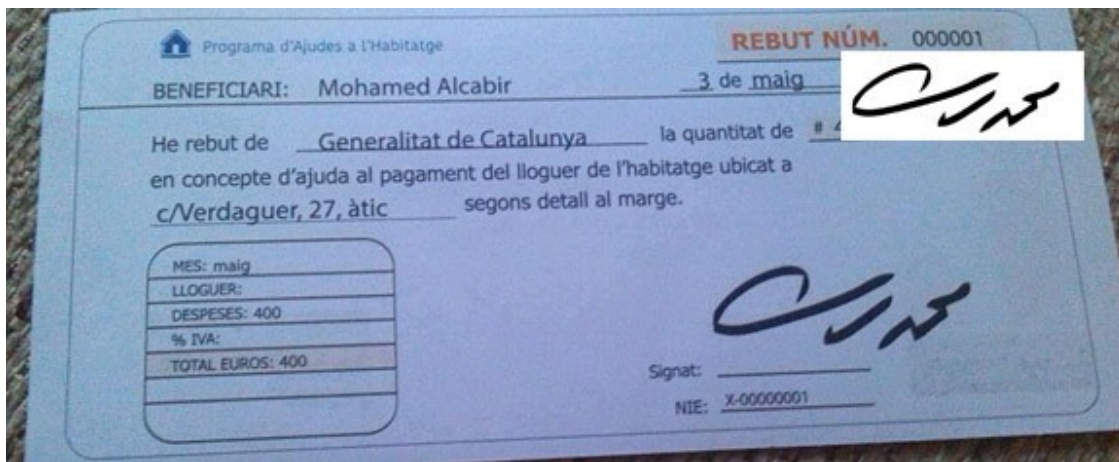 Programa d'Ajudes a l'Habitatge
REBUT NÚM. 000001
BENEFICIARI: Mohamed Alcabir 3 de maig
He rebut de Generalitat de Catalunya la quantitat de # 4
en concepte d'ajuda al pagament del lloguer de l'habitatge ubicat a
c/Verdaguer, 27, àtic segons detall al marge.
MES: maig
LLOGUER:
DESPESES: 400
% IVA:
TOTAL EUROS: 400
Signat:
NIE: X-00000001